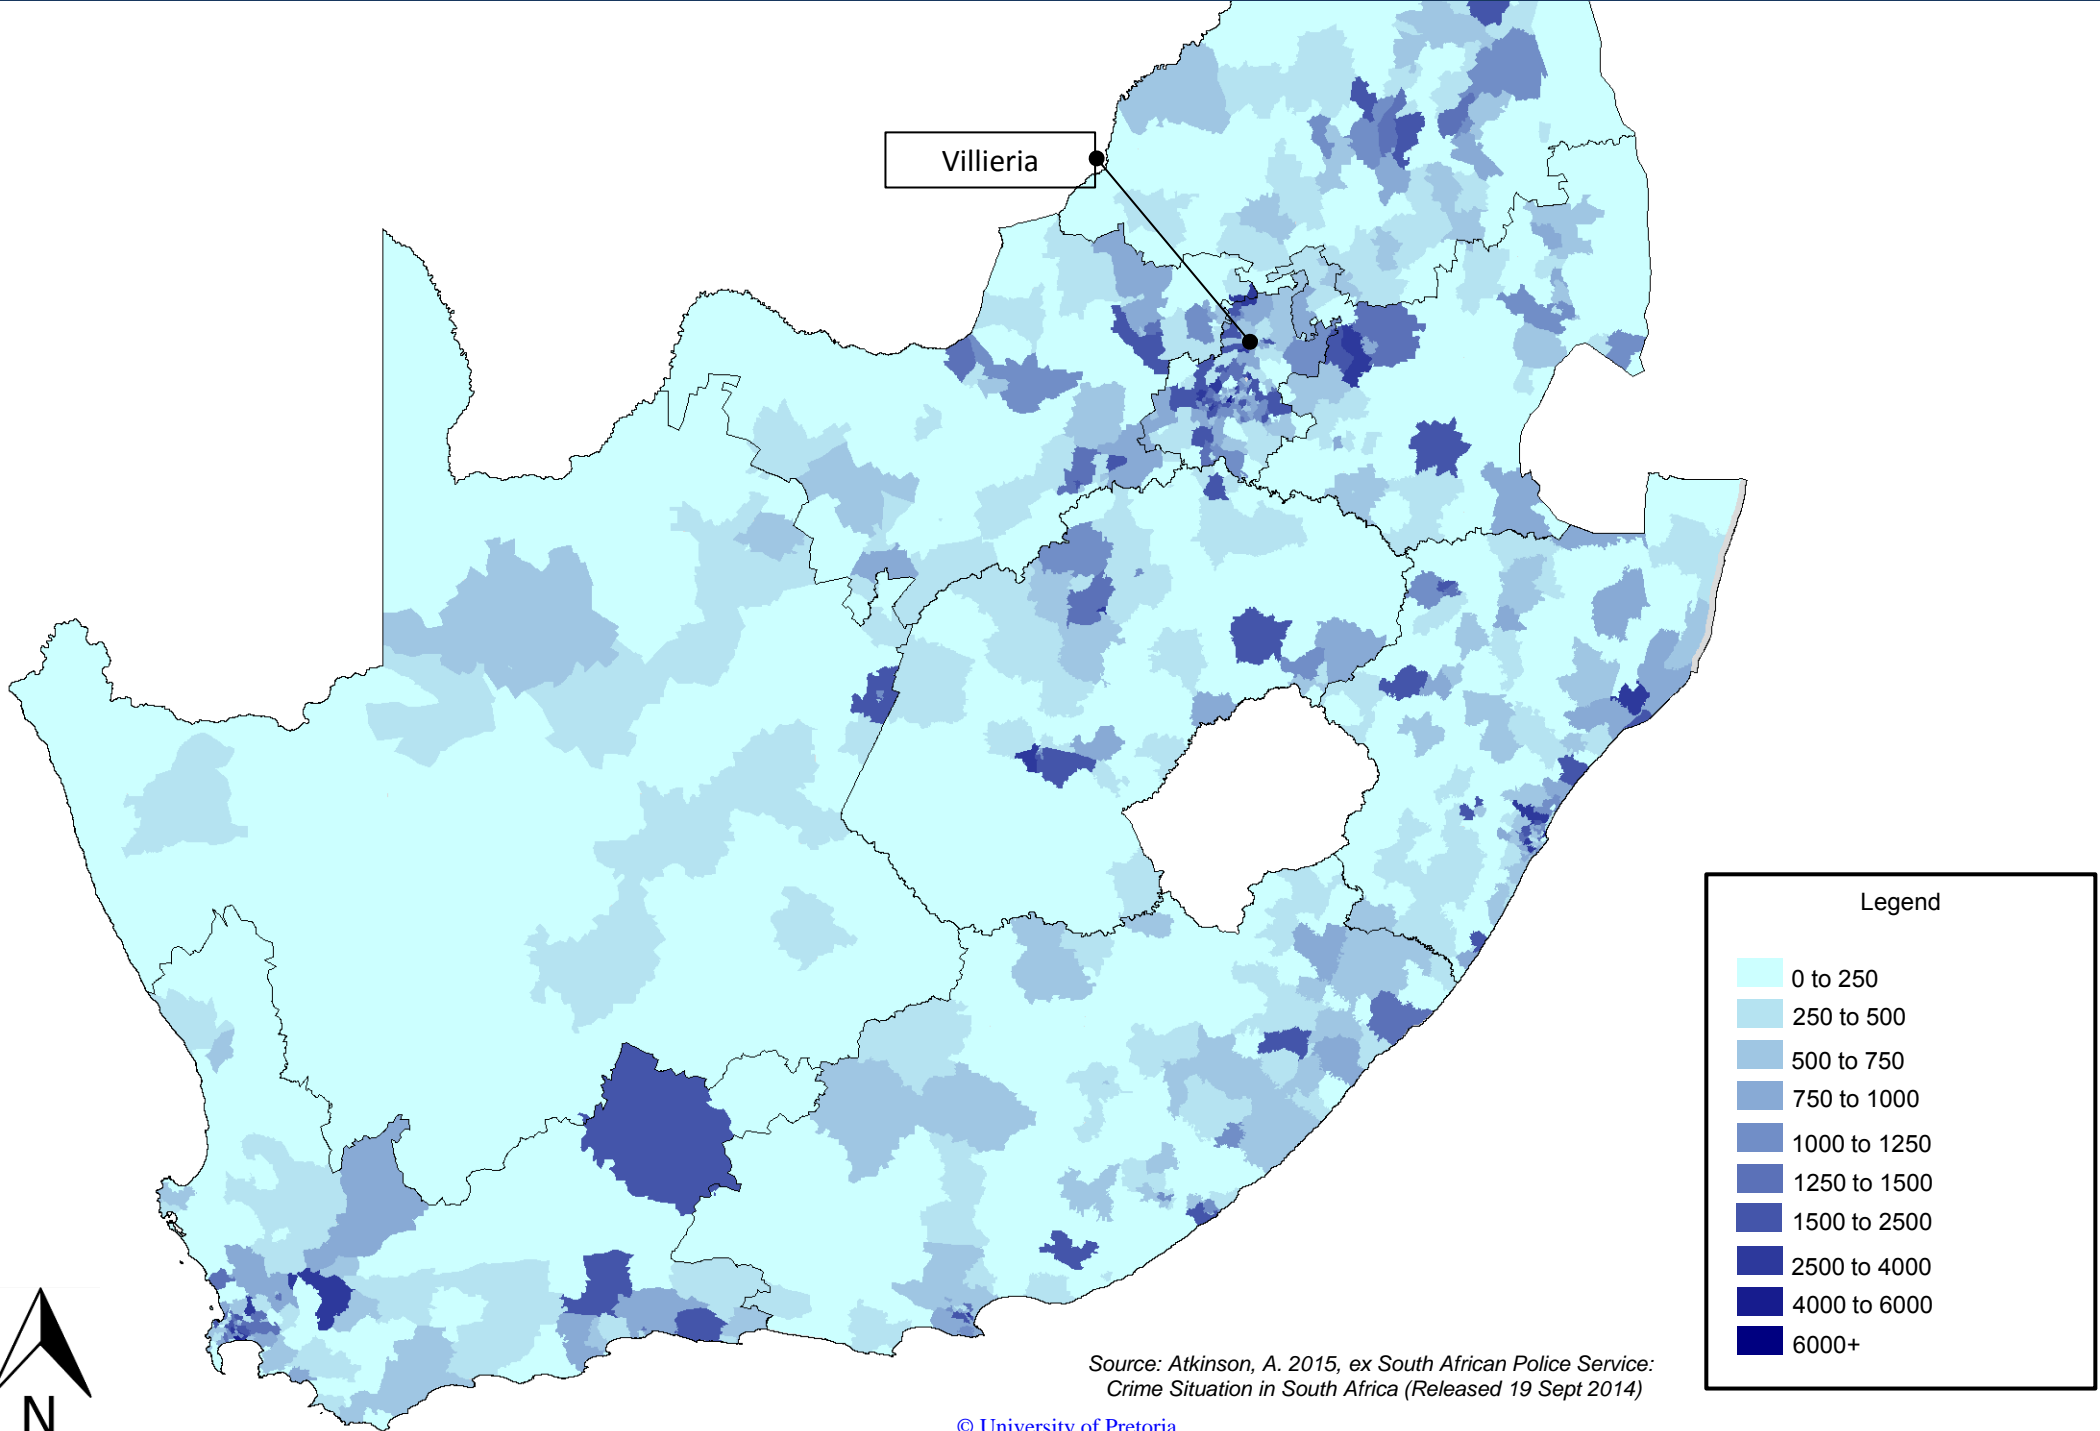 Villieria
Legend
0 to 250
250 to 500
500 to 750
750 to 1000
1000 to 1250
1250 to 1500
1500 to 2500
2500 to 4000
4000 to 6000
6000+
Source: Atkinson, A. 2015, ex South African Police Service:
Crime Situation in South Africa (Released 19 Sept 2014)
N
© University of Pretoria